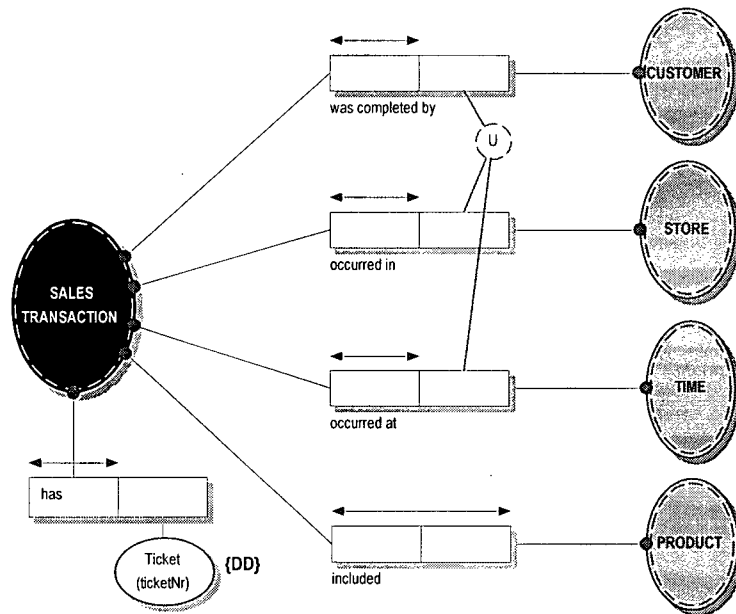 CUSTOMER
was completed by
U
STORE
occurred in
SALES
TRANSACTION
TIME
occurred at
has
PRODUCT
included
Ticket
(ticketNr)
{DD}